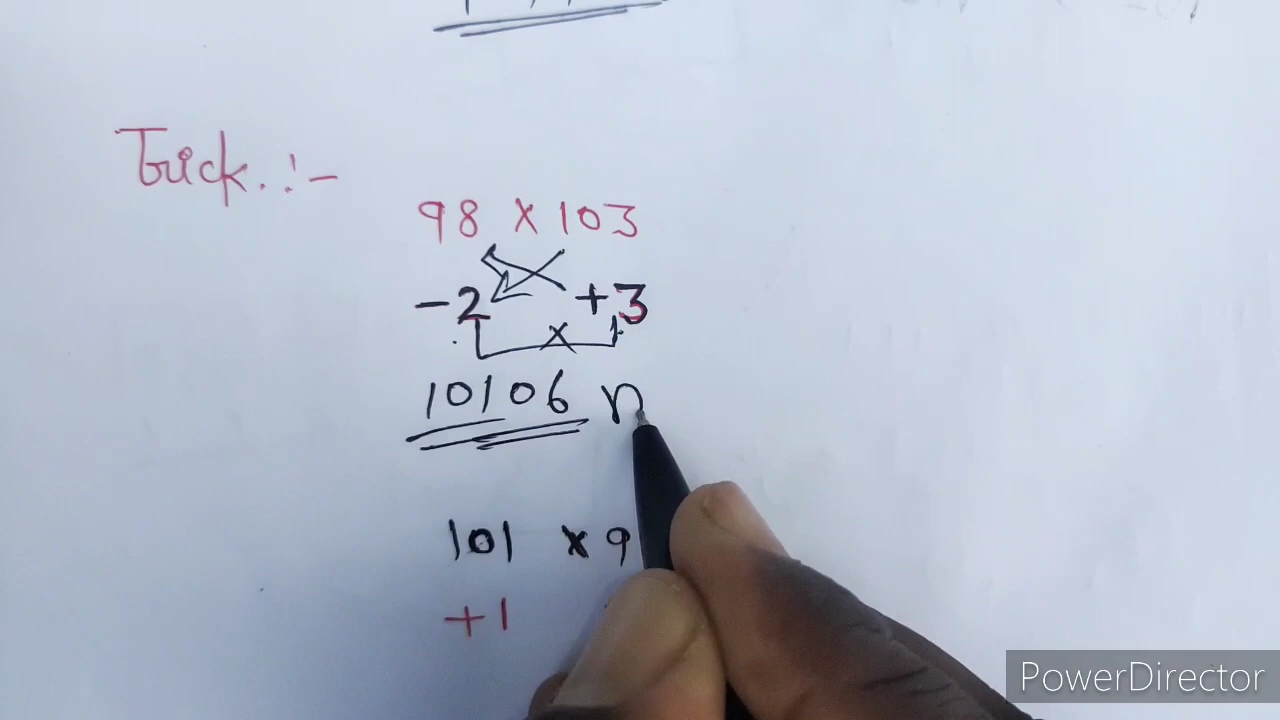 Trick.:-
98 x 103
-2 +3
x
10106 n
101 x 9
+1
PowerDirector